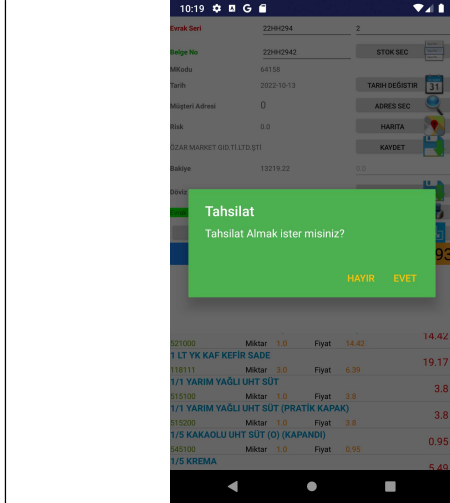 10:19
Evrak Seri 22HH294 2
Belge No 22HH2942 STOK SEC
MKodu 64158
Tarih 2022-10-13 TARIH DEĞISTIR 31
Müşteri Adresi 0 ADRES SEC
Risk 0.0 HARITA
ÖZAR MARKET GID.Tİ.LTD.ŞTİ KAYDET
Bakiye 13219.22 0.0
Döviz
Tahsilat
Tahsilat Almak ister misiniz?
93
HAYIR EVET
14.42
521000 Miktar 1.0 Fiyat 14.42
1 LT YK KAF KEFİR SADE
19.17
118111 Miktar 3.0 Fiyat 6.39
1/1 YARIM YAĞLI UHT SÜT
3.8
515100 Miktar 1.0 Fiyat 3.8
1/1 YARIM YAĞLI UHT SÜT (PRATİK KAPAK)
3.8
515200 Miktar 1.0 Fiyat 3.8
1/5 KAKAOLU UHT SÜT (O) (KAPANDI)
0.95
545100 Miktar 1.0 Fiyat 0.95
1/5 KREMA
5.49